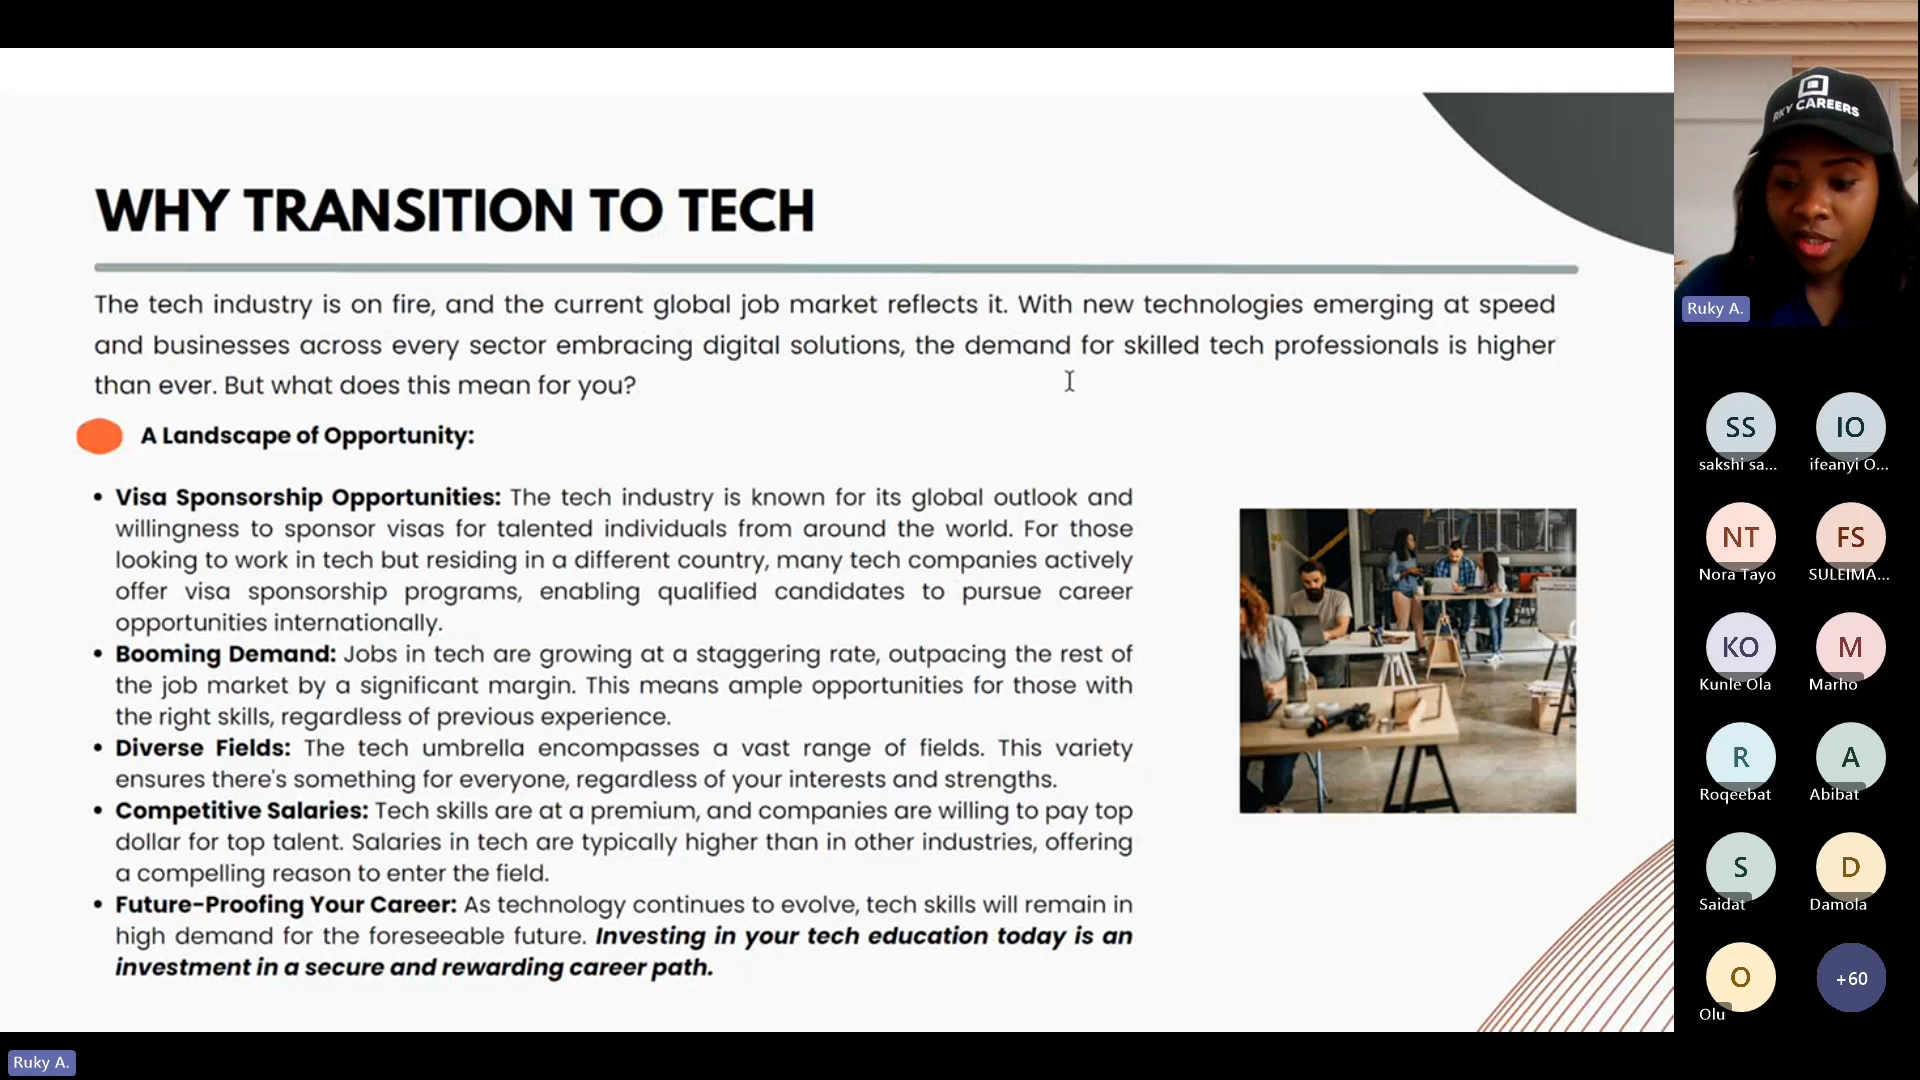 WHY TRANSITION TO TECH
The tech industry is on fire, and the current global job market reflects it. With new technologies emerging at speed
and businesses across every sector embracing digital solutions, the demand for skilled tech professionals is higher
than ever. But what does this mean for you?
A Landscape of Opportunity:
• Visa Sponsorship Opportunities: The tech industry is known for its global outlook and
willingness to sponsor visas for talented individuals from around the world. For those
looking to work in tech but residing in a different country, many tech companies actively
offer visa sponsorship programs, enabling qualified candidates to pursue career
opportunities internationally.
• Booming Demand: Jobs in tech are growing at a staggering rate, outpacing the rest of
the job market by a significant margin. This means ample opportunities for those with
the right skills, regardless of previous experience.
• Diverse Fields: The tech umbrella encompasses a vast range of fields. This variety
ensures there's something for everyone, regardless of your interests and strengths.
• Competitive Salaries: Tech skills are at a premium, and companies are willing to pay top
dollar for top talent. Salaries in tech are typically higher than in other industries, offering
a compelling reason to enter the field.
• Future-Proofing Your Career: As technology continues to evolve, tech skills will remain in
high demand for the foreseeable future. Investing in your tech education today is an
investment in a secure and rewarding career path.
RKY CAREERS
Ruky A.
SS IO
sakshi sa... ifeanyi O...
NT FS
Nora Tayo SULEIMA...
KO M
Kunle Ola Marho
R A
Roqeebat Abibat
S D
Saidat Damola
O +60
Olu
Ruky A.